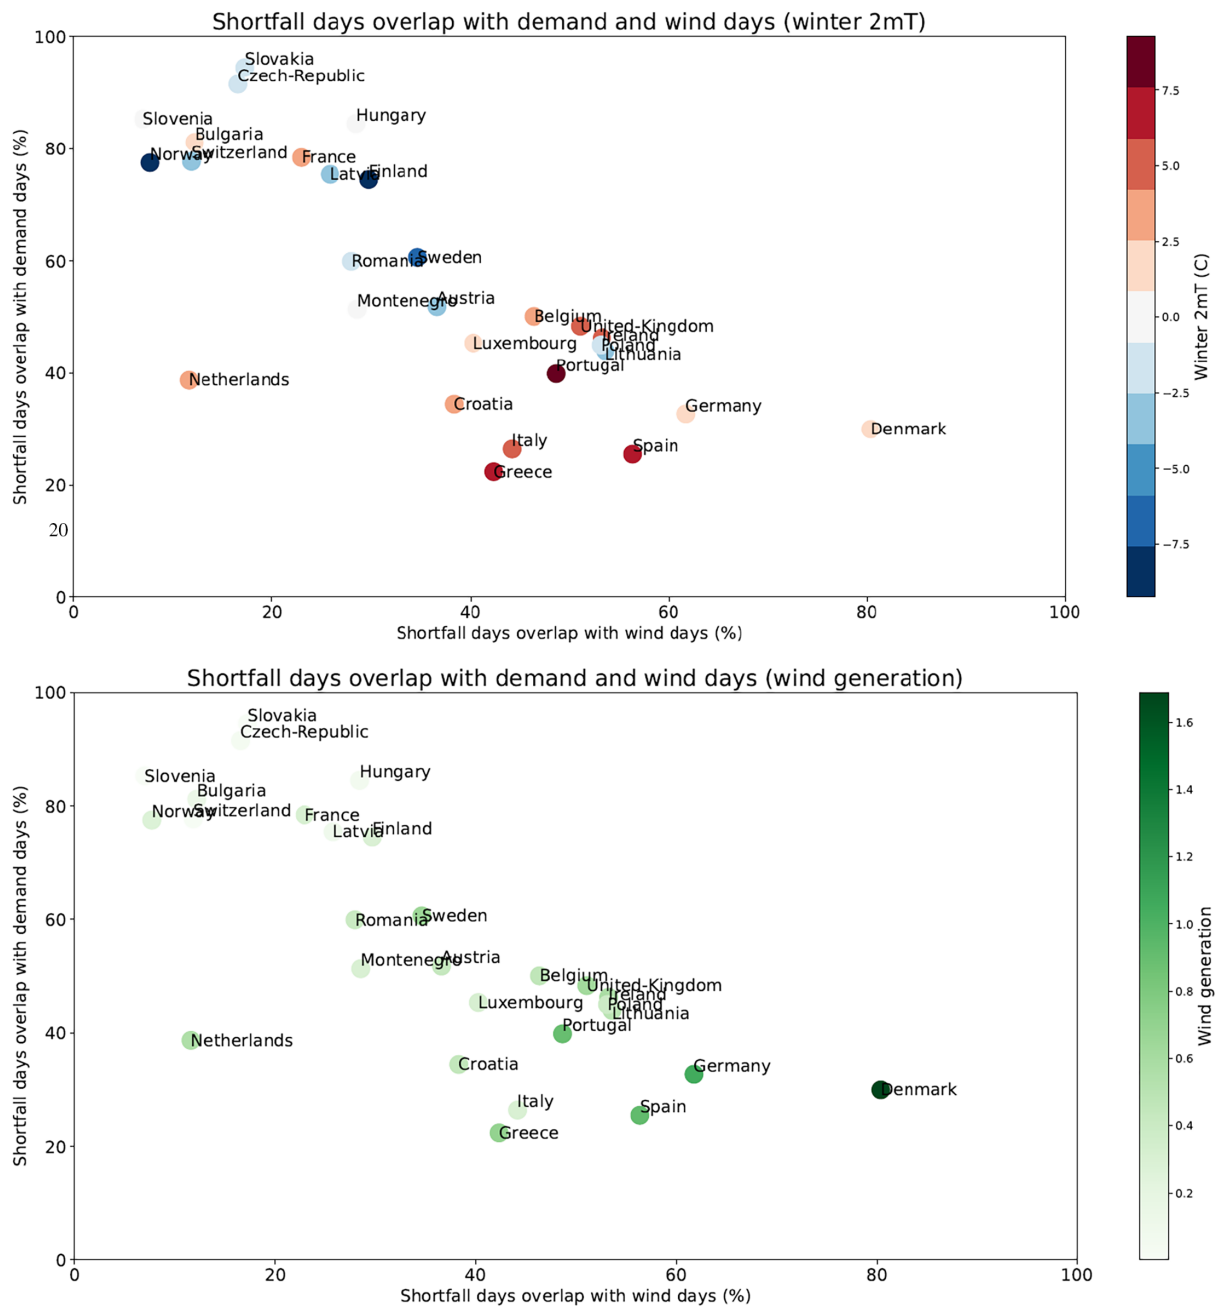 Shortfall days overlap with demand and wind days (winter 2mT)
100
80
60
40
20
20
0
Shortfall days overlap with demand days (%)
Slovakia
Czech-Republic
Slovenia
Hungary
Bulgaria
Norway
Switzerland
France
Latvia
Finland
Romania
Sweden
Montenegro
Austria
Belgium
United-Kingdom
Ireland
Poland
Lithuania
Luxembourg
Portugal
Netherlands
Croatia
Germany
Denmark
Italy
Spain
Greece
0
20
40
60
80
100
Shortfall days overlap with wind days (%)
7.5
5.0
2.5
0.0
−2.5
−5.0
−7.5
Winter 2mT (C)
Shortfall days overlap with demand and wind days (wind generation)
100
80
60
40
20
0
Shortfall days overlap with demand days (%)
Slovakia
Czech-Republic
Slovenia
Hungary
Bulgaria
Norway
Switzerland
France
Latvia
Finland
Romania
Sweden
Montenegro
Austria
Belgium
United-Kingdom
Ireland
Poland
Lithuania
Luxembourg
Portugal
Netherlands
Croatia
Germany
Denmark
Italy
Spain
Greece
0
20
40
60
80
100
Shortfall days overlap with wind days (%)
1.6
1.4
1.2
1.0
0.8
0.6
0.4
0.2
Wind generation